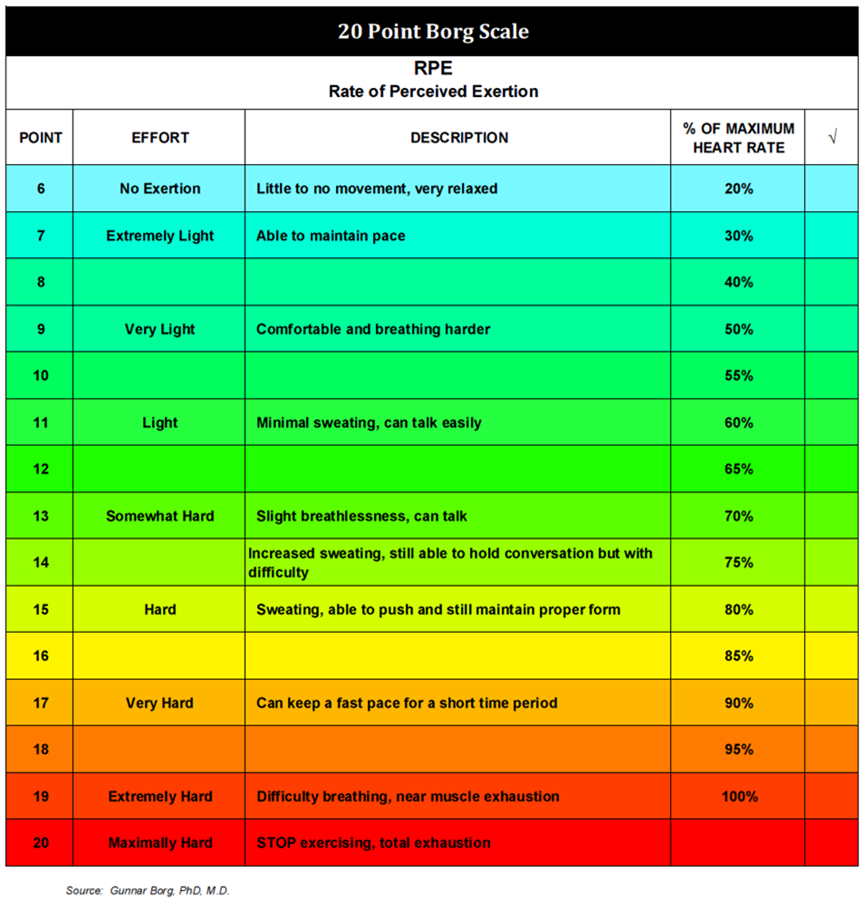 20 Point Borg Scale
RPE
Rate of Perceived Exertion
POINT EFFORT DESCRIPTION % OF MAXIMUM HEART RATE √
6 No Exertion Little to no movement, very relaxed 20%
7 Extremely Light Able to maintain pace 30%
8 40%
9 Very Light Comfortable and breathing harder 50%
10 55%
11 Light Minimal sweating, can talk easily 60%
12 65%
13 Somewhat Hard Slight breathlessness, can talk 70%
14 Increased sweating, still able to hold conversation but with difficulty 75%
15 Hard Sweating, able to push and still maintain proper form 80%
16 85%
17 Very Hard Can keep a fast pace for a short time period 90%
18 95%
19 Extremely Hard Difficulty breathing, near muscle exhaustion 100%
20 Maximally Hard STOP exercising, total exhaustion
Source: Gunnar Borg, PhD, M.D.